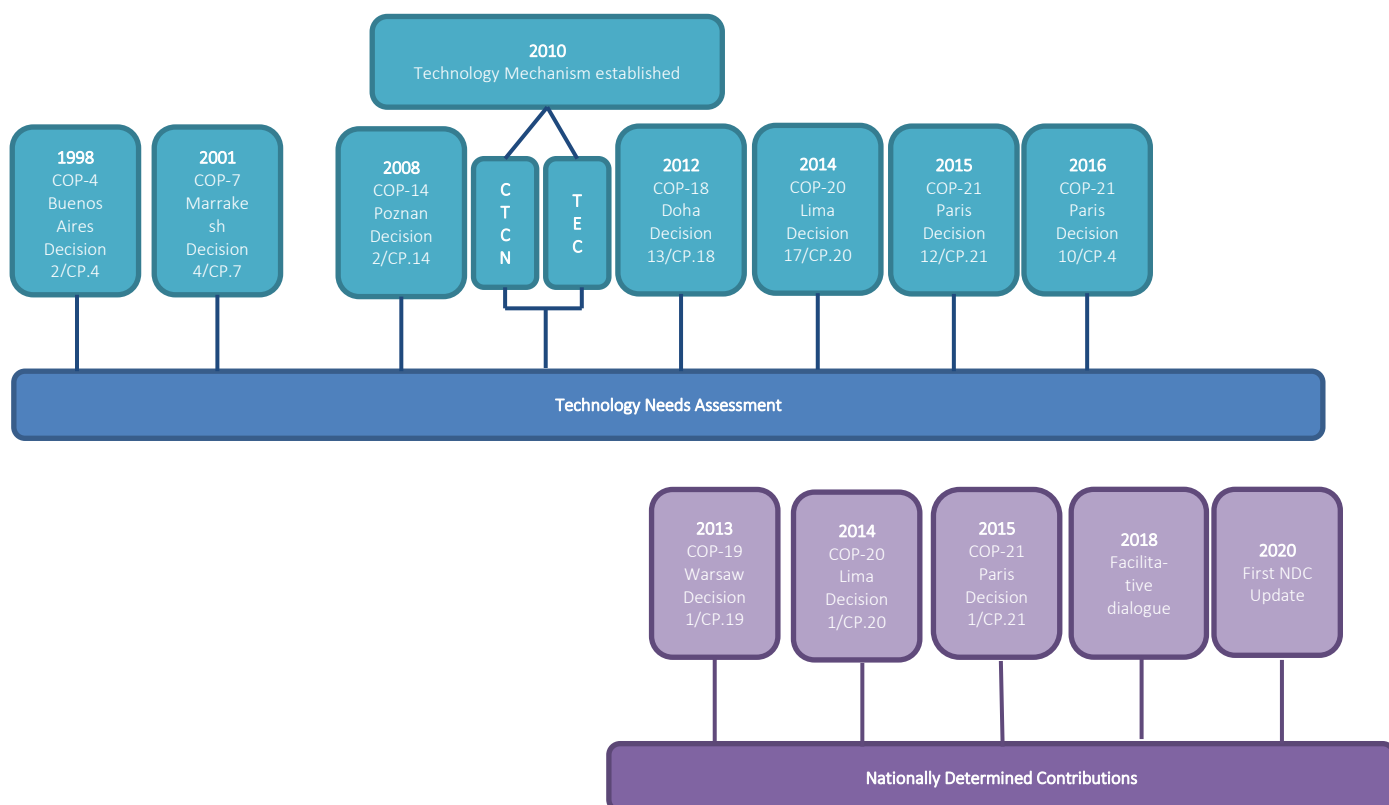 2010
Technology Mechanism established
1998
COP-4
Buenos
Aires
Decision
2/CP.4
2001
COP-7
Marrake
sh
Decision
4/CP.7
2008
COP-14
Poznan
Decision
2/CP.14
C
T
C
N
T
E
C
2012
COP-18
Doha
Decision
13/CP.18
2014
COP-20
Lima
Decision
17/CP.20
2015
COP-21
Paris
Decision
12/CP.21
2016
COP-21
Paris
Decision
10/CP.4
Technology Needs Assessment
2013
COP-19
Warsaw
Decision
1/CP.19
2014
COP-20
Lima
Decision
1/CP.20
2015
COP-21
Paris
Decision
1/CP.21
2018
Facilita-
tive
dialogue
2020
First NDC
Update
Nationally Determined Contributions